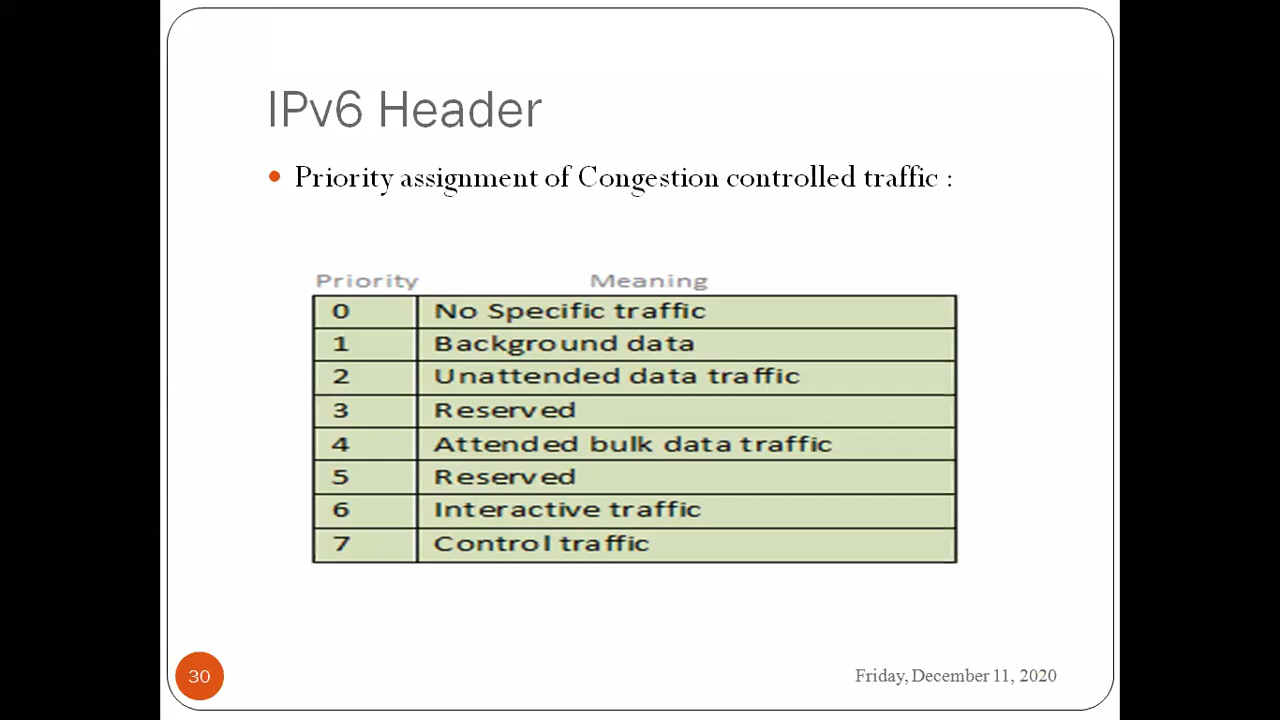 IPv6 Header
• Priority assignment of Congestion controlled traffic :
Priority Meaning
0 No Specific traffic
1 Background data
2 Unattended data traffic
3 Reserved
4 Attended bulk data traffic
5 Reserved
6 Interactive traffic
7 Control traffic
30 Friday, December 11, 2020